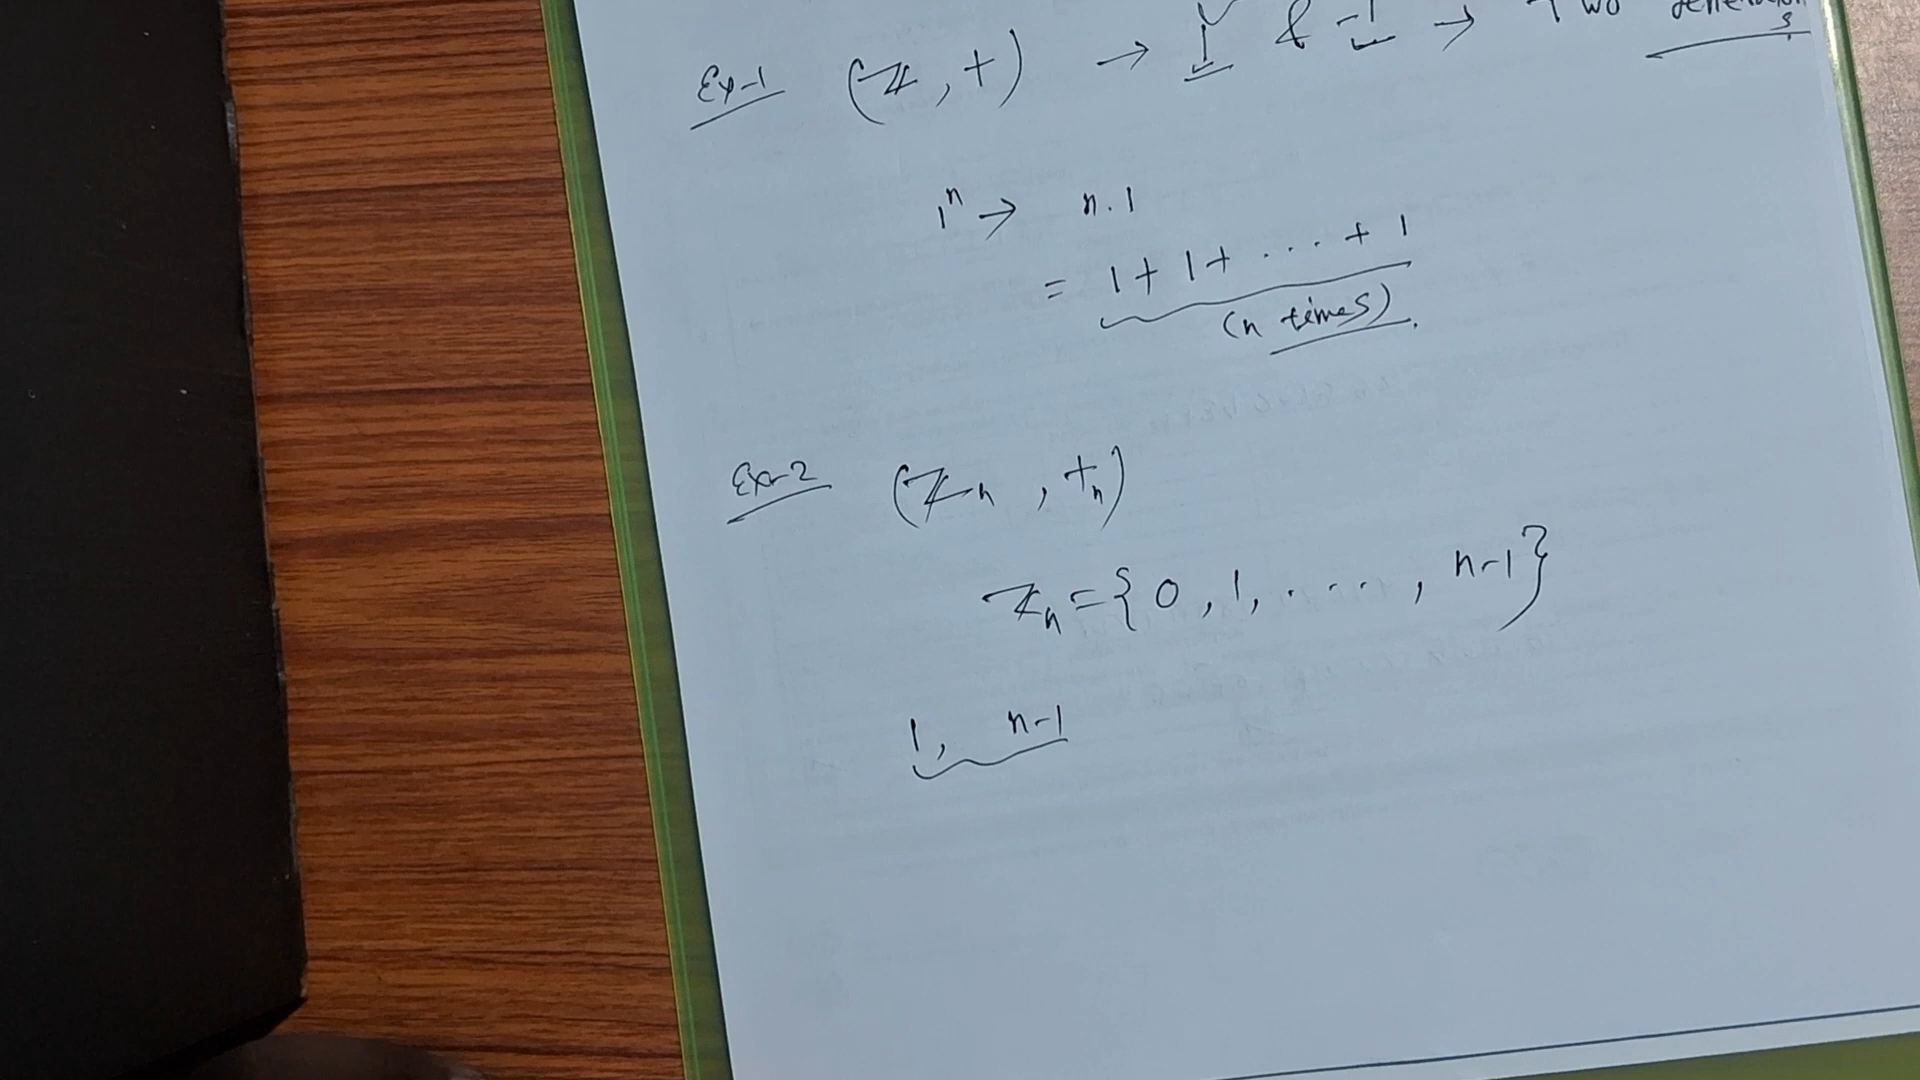 Ex-1 (ℤ, +) → 1 & -1 → Two generators
1ⁿ → n.1
= 1 + 1 + ... + 1
(n times).
Ex-2 (ℤₙ, +ₙ)
ℤₙ = {0, 1, ...., n-1}
1, n-1